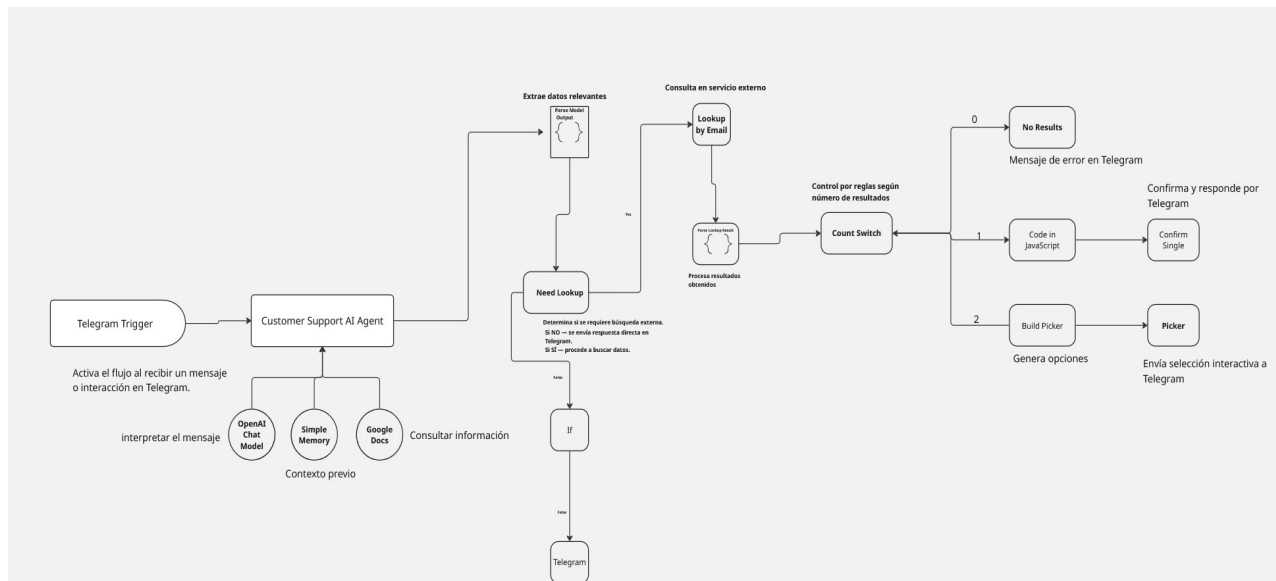 Extrae datos relevantes
Parse Model
Output
{ }
Consulta en servicio externo
Lookup
by Email
0
No Results
Mensaje de error en Telegram
Control por reglas según
número de resultados
Confirma y responde por
Telegram
Yes
Parse Lookup Result
{ }
Count Switch
1
Code in
JavaScript
Confirm
Single
Procesa resultados
obtenidos
Need Lookup
Telegram Trigger
Customer Support AI Agent
Determina si se requiere búsqueda externa.
Si NO — se envía respuesta directa en
Telegram.
Si SÍ — procede a buscar datos.
2
Build Picker
Picker
Genera opciones
Envía selección interactiva a
Telegram
Activa el flujo al recibir un mensaje
o interacción en Telegram.
False
interpretar el mensaje
OpenAI
Chat
Model
Simple
Memory
Google
Docs
Consultar información
If
Contexto previo
False
Telegram